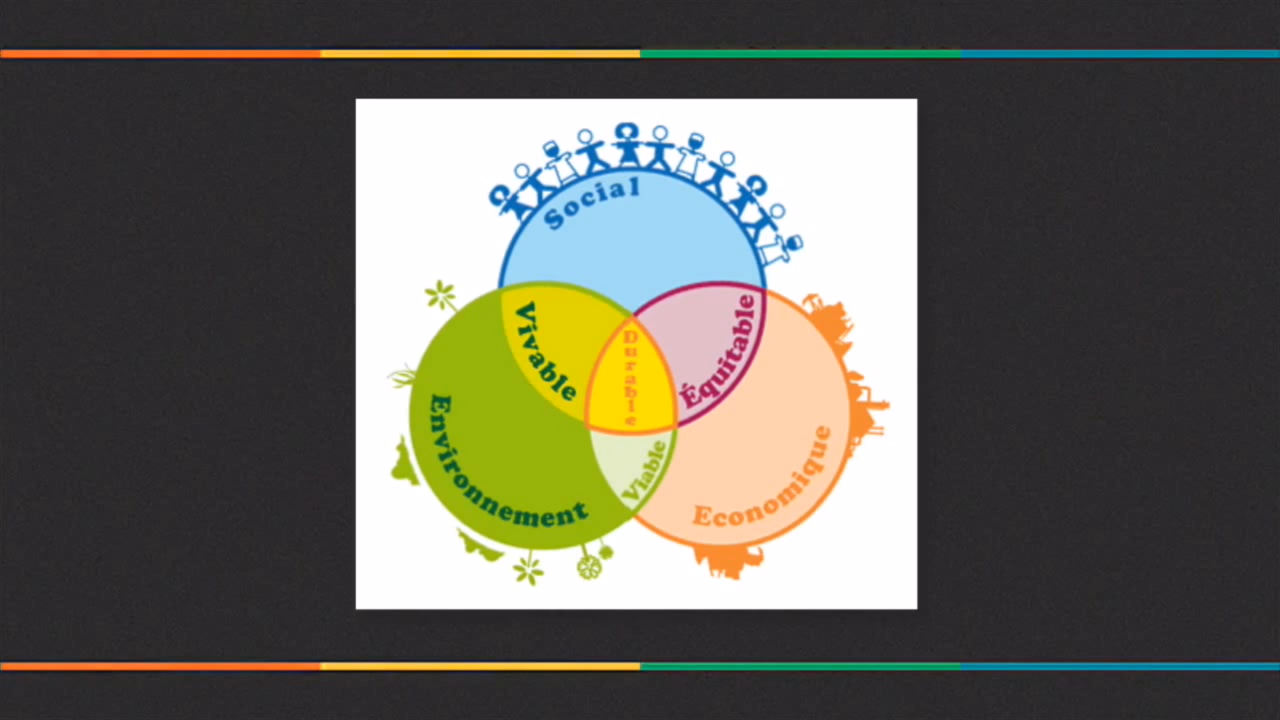 Social
Vivable
Durable
Équitable
Environnement
Viable
Economique